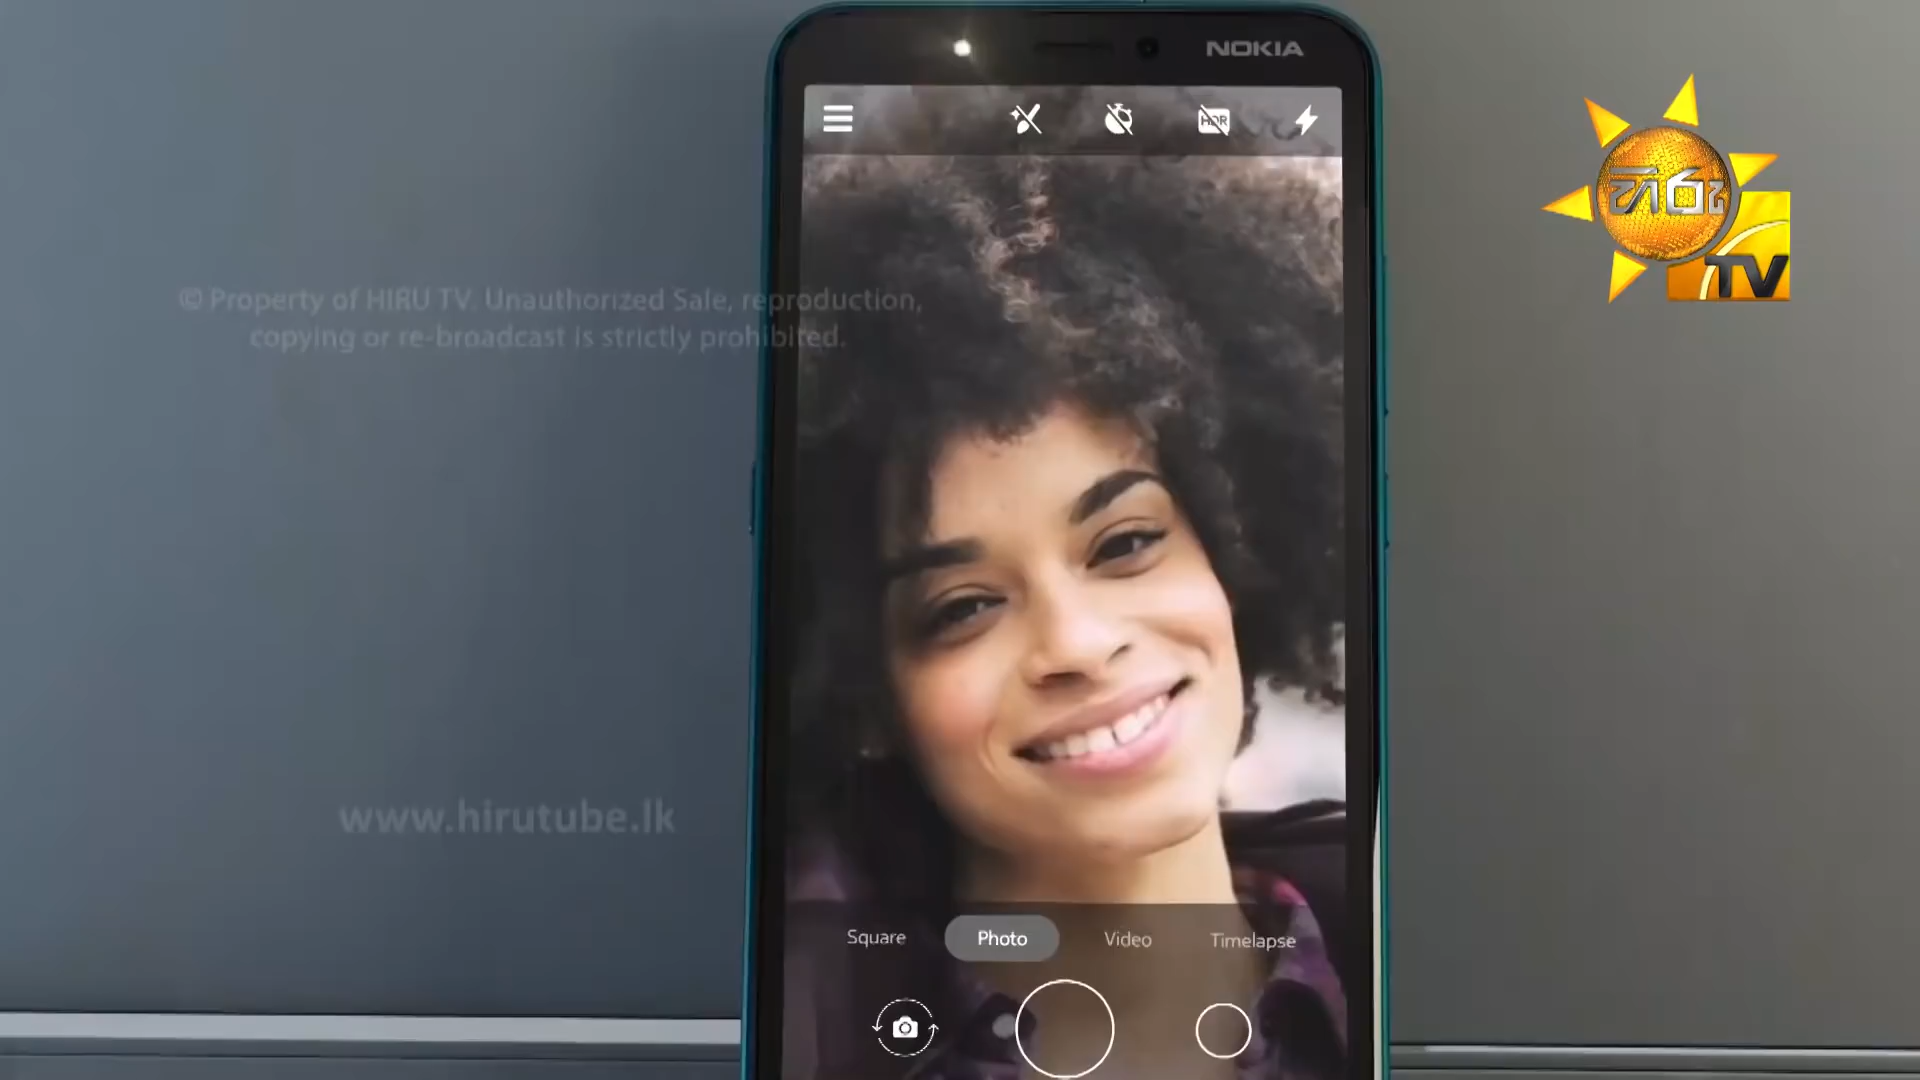 NOKIA
HDR
හිරු
TV
© Property of HIRU TV. Unauthorized Sale, reproduction,
copying or re-broadcast is strictly prohibited.
www.hirutube.lk
Square
Photo
Video
Timelapse